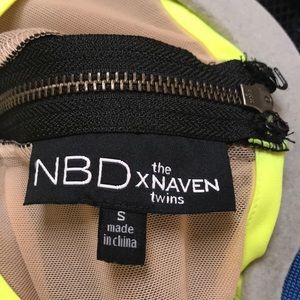 NBD x the NAVEN twins
S
made
in china